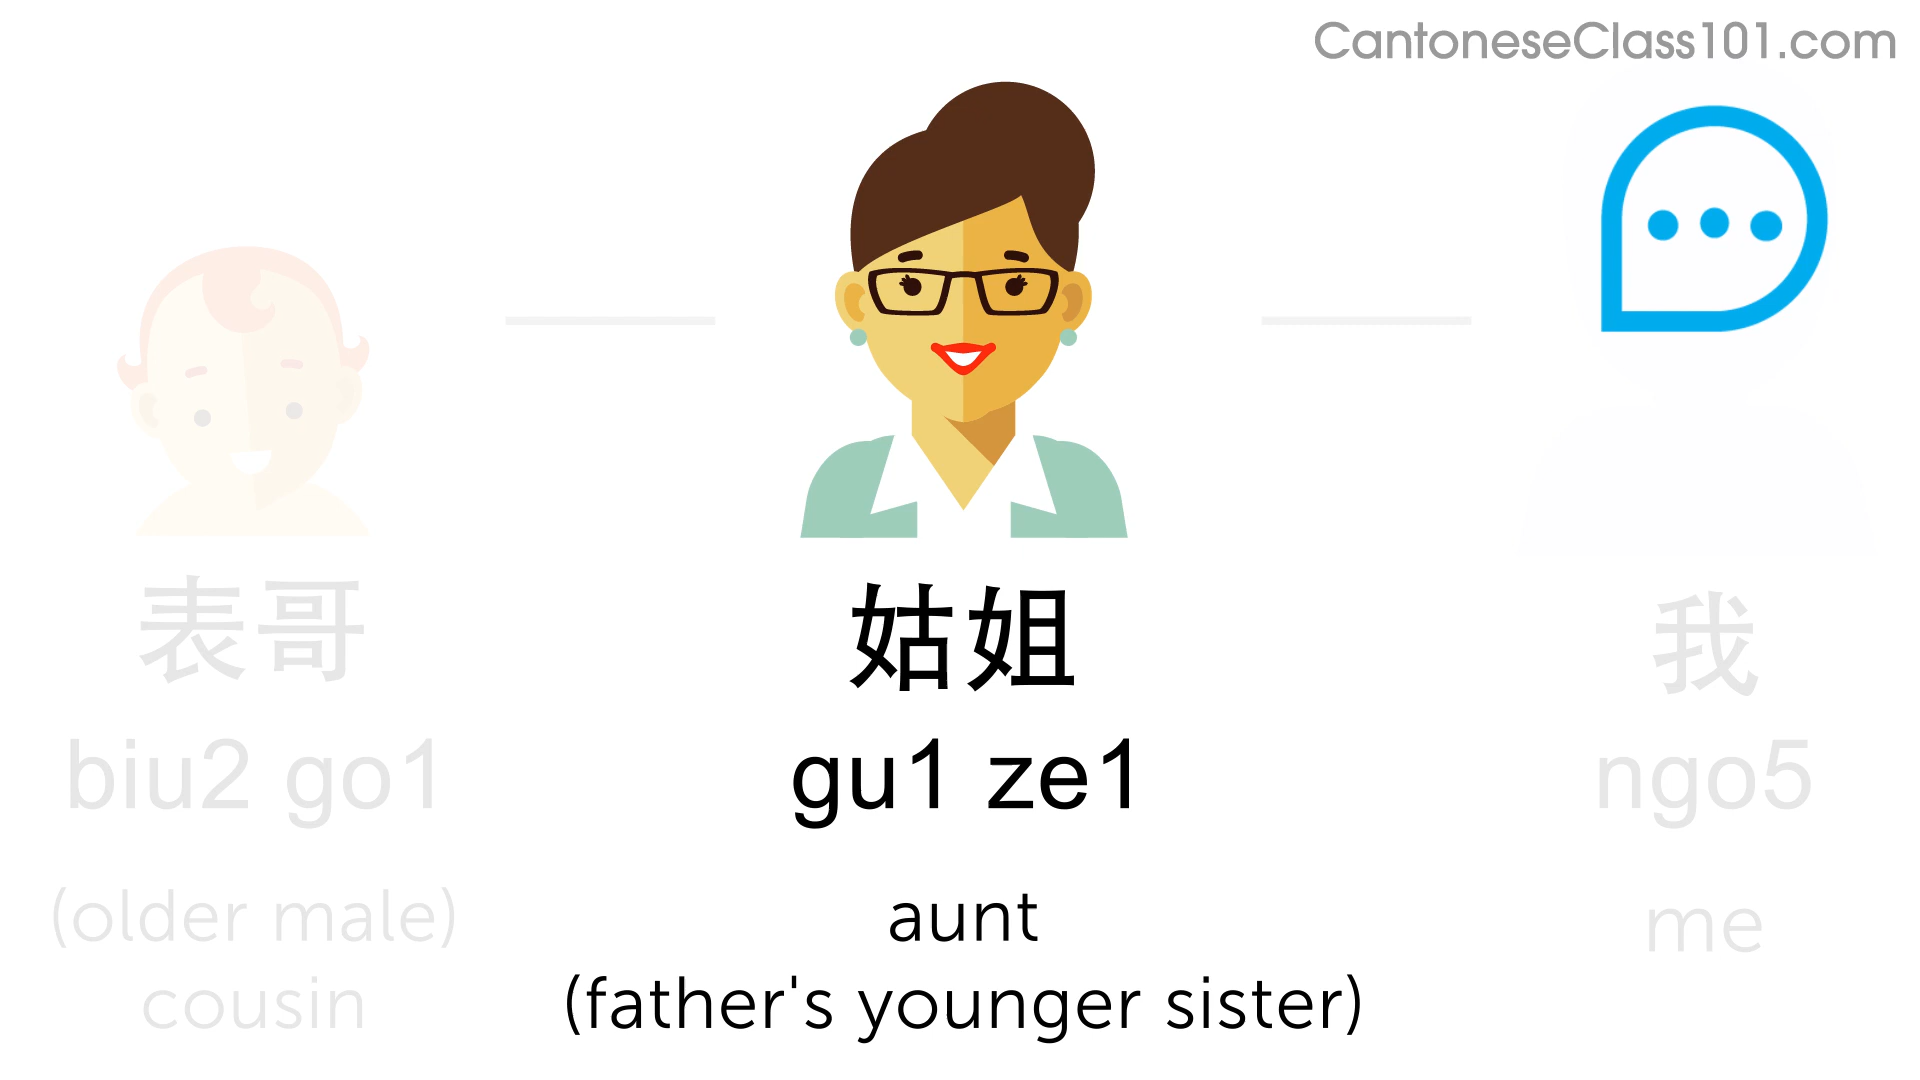 CantoneseClass101.com
表哥
biu2 go1
(older male)
cousin
姑姐
gu1 ze1
aunt
(father's younger sister)
我
ngo5
me